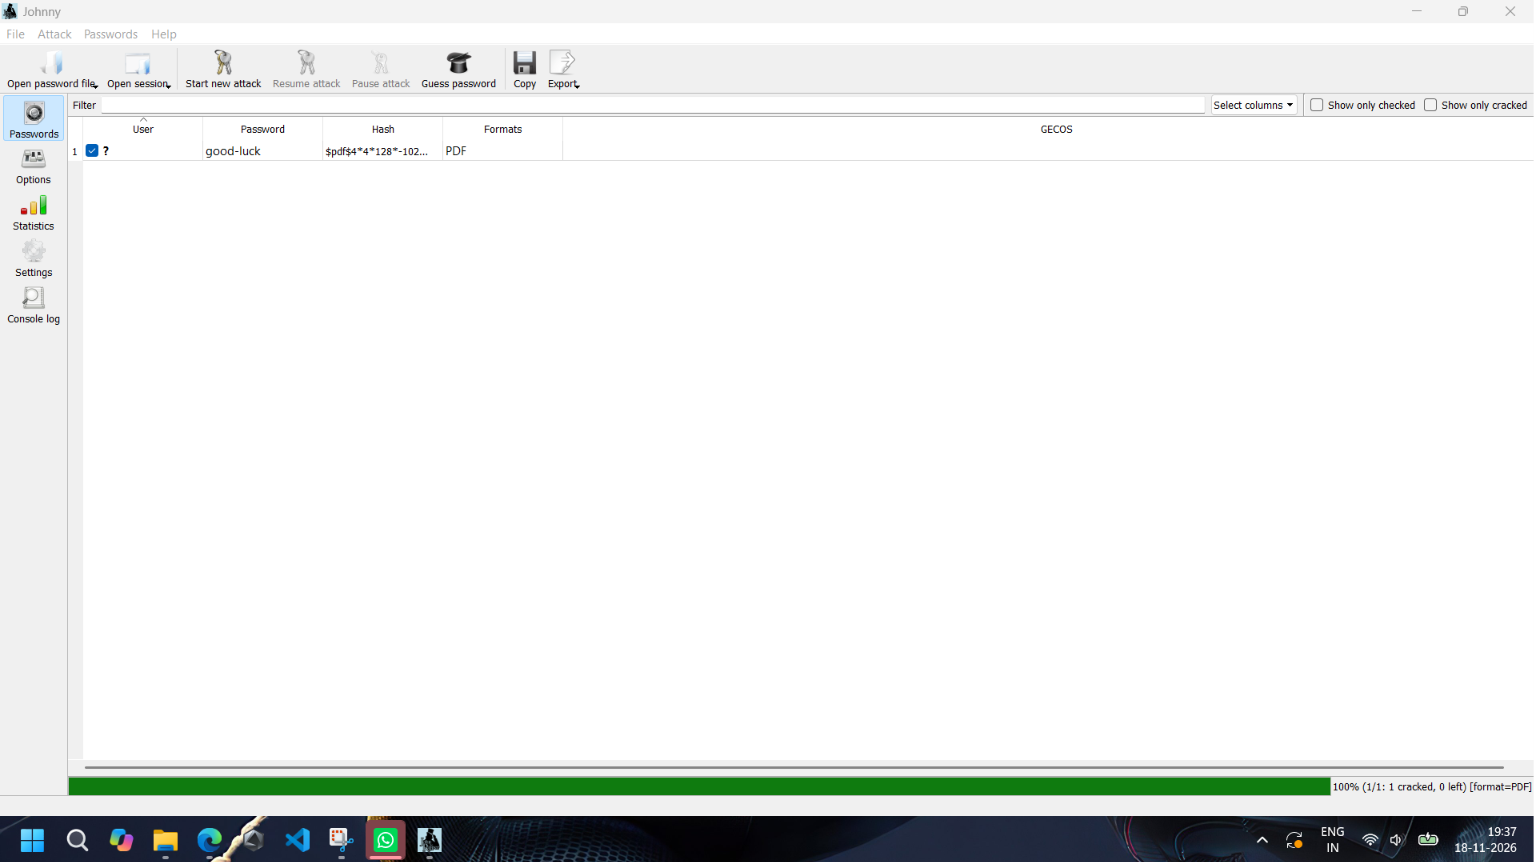 Johnny
File Attack Passwords Help
Open password file Open session Start new attack Resume attack Pause attack Guess password Copy Export
Filter Select columns Show only checked Show only cracked
User Password Hash Formats GECOS
1 ? good-luck $pdf$4*4*128*-102... PDF
Passwords
Options
Statistics
Settings
Console log
100% (1/1: 1 cracked, 0 left) [format=PDF]
ENG 19:37
IN 18-11-2026